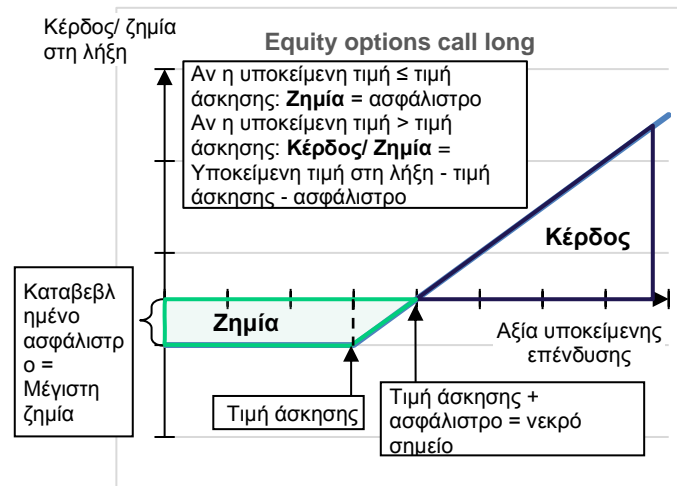 Κέρδος/ ζημία
στη λήξη
Equity options call long
Αν η υποκείμενη τιμή ≤ τιμή
άσκησης: Ζημία = ασφάλιστρο
Αν η υποκείμενη τιμή > τιμή
άσκησης: Κέρδος/ Ζημία =
Υποκείμενη τιμή στη λήξη - τιμή
άσκησης - ασφάλιστρο
Κέρδος
Καταβεβλ
ημένο
ασφάλιστρ
ο =
Μέγιστη
ζημία
Ζημία
Αξία υποκείμενης
επένδυσης
Τιμή άσκησης
Τιμή άσκησης +
ασφάλιστρο = νεκρό
σημείο